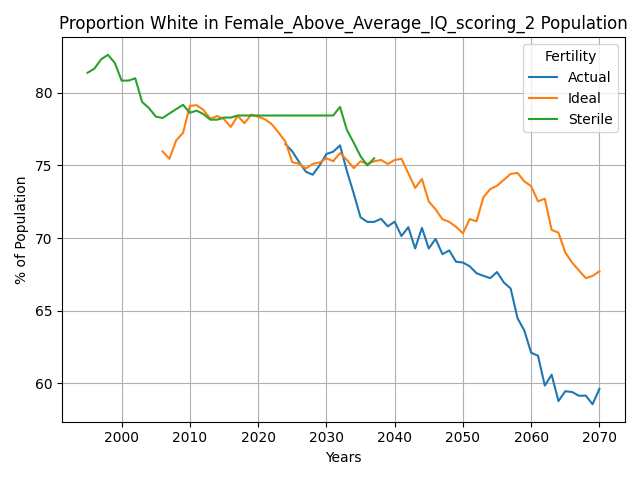 Proportion White in Female_Above_Average_IQ_scoring_2 Population
Fertility
Actual
Ideal
Sterile
% of Population
80
75
70
65
60
2000
2010
2020
2030
2040
2050
2060
2070
Years